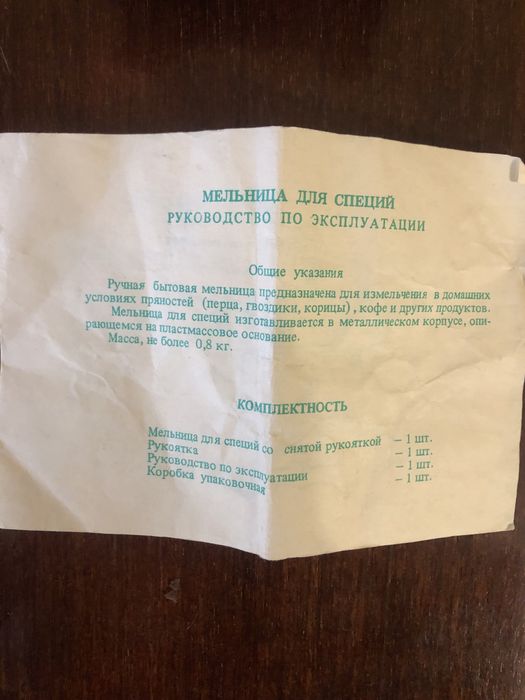 МЕЛЬНИЦА ДЛЯ СПЕЦИЙ
РУКОВОДСТВО ПО ЭКСПЛУАТАЦИИ
Общие указания
Ручная бытовая мельница предназначена для измельчения в домашних
условиях пряностей (перца, гвоздики, корицы), кофе и других продуктов.
Мельница для специй изготавливается в металлическом корпусе, опи-
рающемся на пластмассовое основание.
Масса, не более 0,8 кг.
КОМПЛЕКТНОСТЬ
Мельница для специй со снятой рукояткой – 1 шт.
Рукоятка – 1 шт.
Руководство по эксплуатации – 1 шт.
Коробка упаковочная – 1 шт.